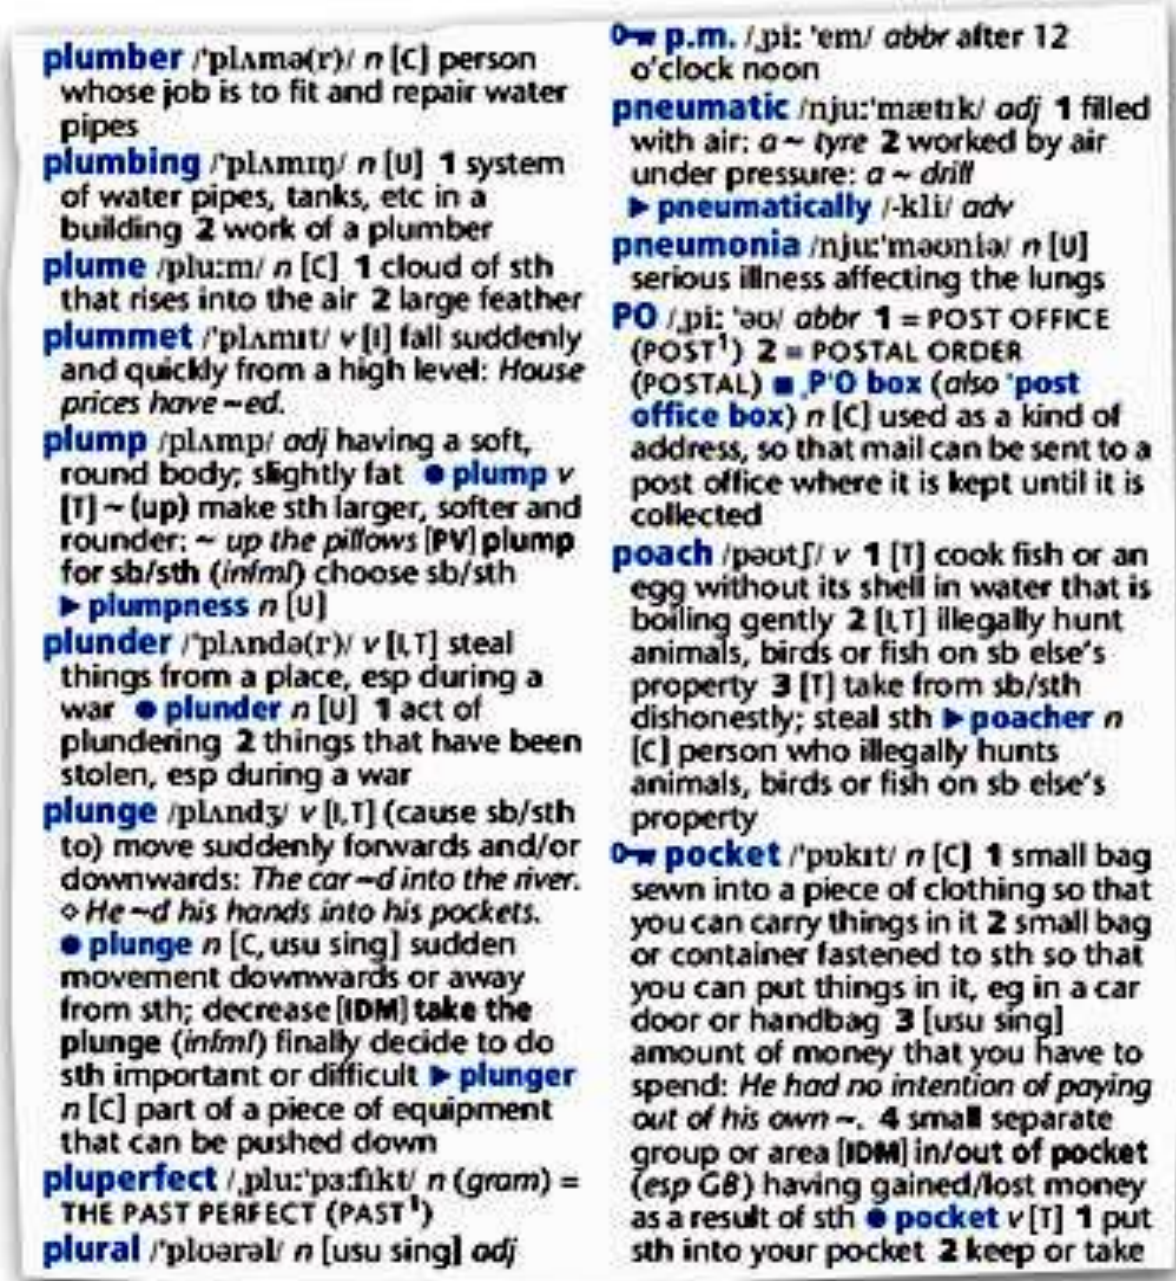 plumber /ˈplʌmə(r)/ n [C] person
whose job is to fit and repair water
pipes
plumbing /ˈplʌmɪŋ/ n [U] 1 system
of water pipes, tanks, etc in a
building 2 work of a plumber
plume /pluːm/ n [C] 1 cloud of sth
that rises into the air 2 large feather
plummet /ˈplʌmɪt/ v [I] fall suddenly
and quickly from a high level: House
prices have ~ed.
plump /plʌmp/ adj having a soft,
round body; slightly fat ● plump v
[T] ~ (up) make sth larger, softer and
rounder: ~ up the pillows [PV] plump
for sb/sth (infml) choose sb/sth
▶ plumpness n [U]
plunder /ˈplʌndə(r)/ v [I,T] steal
things from a place, esp during a
war ● plunder n [U] 1 act of
plundering 2 things that have been
stolen, esp during a war
plunge /plʌndʒ/ v [I,T] (cause sb/sth
to) move suddenly forwards and/or
downwards: The car ~d into the river.
◇ He ~d his hands into his pockets.
● plunge n [C, usu sing] sudden
movement downwards or away
from sth; decrease [IDM] take the
plunge (infml) finally decide to do
sth important or difficult ▶ plunger
n [C] part of a piece of equipment
that can be pushed down
pluperfect /ˌpluːˈpɜːfɪkt/ n (gram) =
THE PAST PERFECT (PAST¹)
plural /ˈplʊərəl/ n [usu sing] adj
p.m. /ˌpiː ˈem/ abbr after 12
o'clock noon
pneumatic /njuːˈmætɪk/ adj 1 filled
with air: a ~ tyre 2 worked by air
under pressure: a ~ drill
▶ pneumatically /-kli/ adv
pneumonia /njuːˈməʊniə/ n [U]
serious illness affecting the lungs
PO /ˌpiː ˈəʊ/ abbr 1 = POST OFFICE
(POST¹) 2 = POSTAL ORDER
(POSTAL) ■ ˌPˈO box (also ˈpost
office box) n [C] used as a kind of
address, so that mail can be sent to a
post office where it is kept until it is
collected
poach /pəʊtʃ/ v 1 [T] cook fish or an
egg without its shell in water that is
boiling gently 2 [I,T] illegally hunt
animals, birds or fish on sb else's
property 3 [T] take from sb/sth
dishonestly; steal sth ▶ poacher n
[C] person who illegally hunts
animals, birds or fish on sb else's
property
pocket /ˈpɒkɪt/ n [C] 1 small bag
sewn into a piece of clothing so that
you can carry things in it 2 small bag
or container fastened to sth so that
you can put things in it, eg in a car
door or handbag 3 [usu sing]
amount of money that you have to
spend: He had no intention of paying
out of his own ~. 4 small separate
group or area [IDM] in/out of pocket
(esp GB) having gained/lost money
as a result of sth ● pocket v [T] 1 put
sth into your pocket 2 keep or take